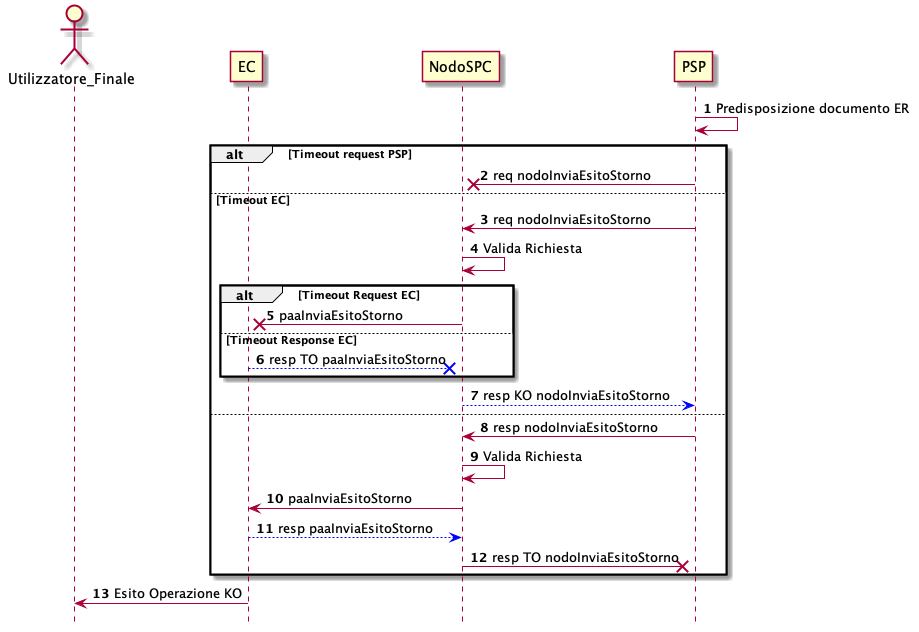 Utilizzatore_Finale
EC
NodoSPC
PSP
1 Predisposizione documento ER
alt [Timeout request PSP]
2 req nodoInviaEsitoStorno
[Timeout EC]
3 req nodoInviaEsitoStorno
4 Valida Richiesta
alt [Timeout Request EC]
5 paaInviaEsitoStorno
[Timeout Response EC]
6 resp TO paaInviaEsitoStorno
7 resp KO nodoInviaEsitoStorno
8 resp nodoInviaEsitoStorno
9 Valida Richiesta
10 paaInviaEsitoStorno
11 resp paaInviaEsitoStorno
12 resp TO nodoInviaEsitoStorno
13 Esito Operazione KO